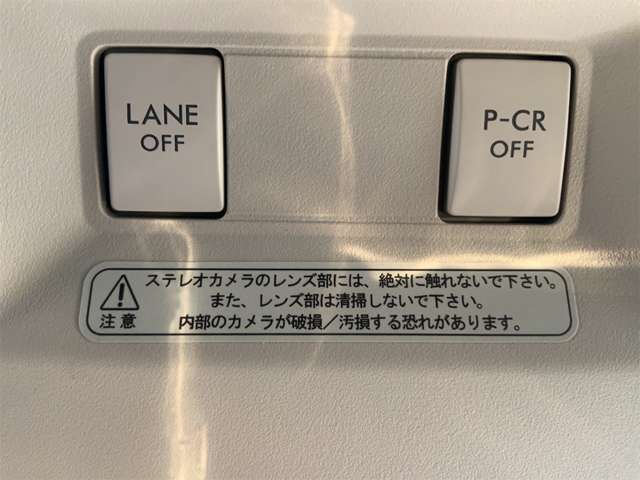 LANE
OFF
P-CR
OFF
ステレオカメラのレンズ部には、絶対に触れないで下さい。
また、レンズ部は清掃しないで下さい。
注意 内部のカメラが破損／汚損する恐れがあります。